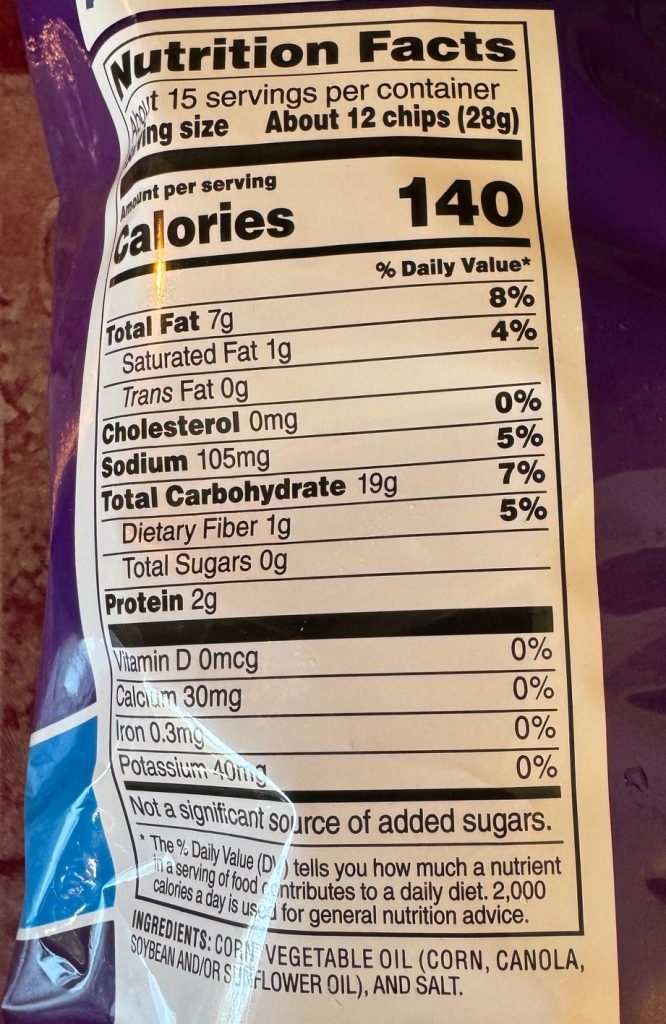 Nutrition Facts
About 15 servings per container
ving size About 12 chips (28g)
Amount per serving
Calories 140
% Daily Value*
Total Fat 7g 8%
Saturated Fat 1g 4%
Trans Fat 0g
Cholesterol 0mg 0%
Sodium 105mg 5%
Total Carbohydrate 19g 7%
Dietary Fiber 1g 5%
Total Sugars 0g
Protein 2g
Vitamin D 0mcg 0%
Calcium 30mg 0%
Iron 0.3mg 0%
Potassium 40mg 0%
Not a significant source of added sugars.
* The % Daily Value (DV) tells you how much a nutrient
in a serving of food contributes to a daily diet. 2,000
calories a day is used for general nutrition advice.
INGREDIENTS: CORN, VEGETABLE OIL (CORN, CANOLA,
SOYBEAN AND/OR SUNFLOWER OIL), AND SALT.